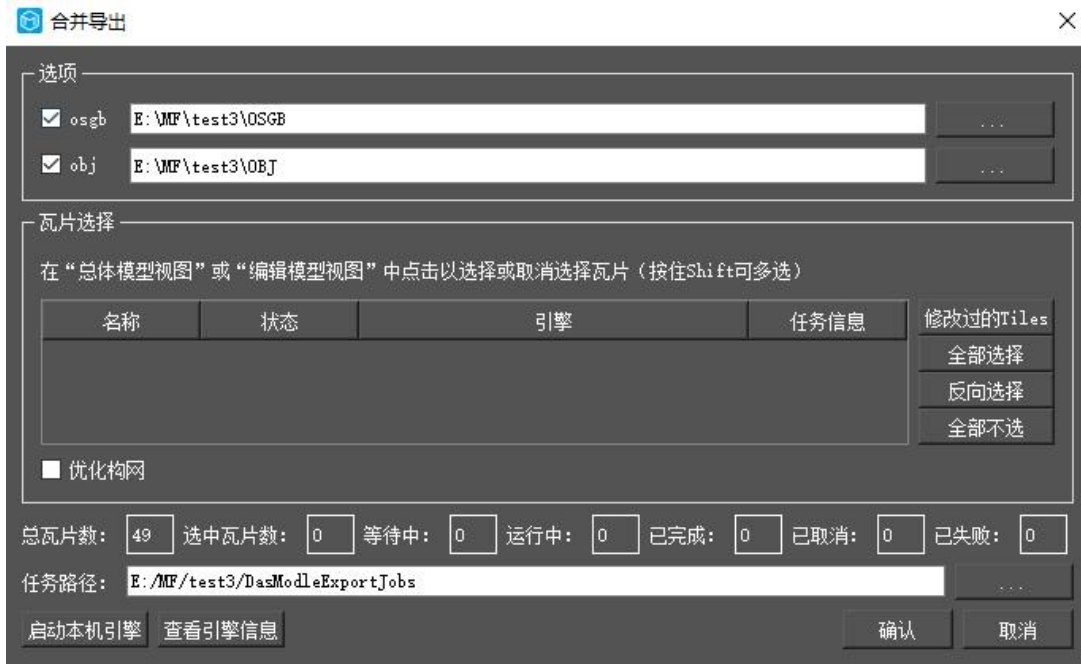 合并导出
选项
osgb E:\MF\test3\OSGB ...
obj E:\MF\test3\OBJ ...
瓦片选择
在“总体模型视图”或“编辑模型视图”中点击以选择或取消选择瓦片（按住Shift可多选）
名称 状态 引擎 任务信息 修改过的Tiles
全部选择
反向选择
全部不选
优化构网
总瓦片数： 49 选中瓦片数： 0 等待中： 0 运行中： 0 已完成： 0 已取消： 0 已失败： 0
任务路径： E:/MF/test3/DasModleExportJobs ...
启动本机引擎 查看引擎信息 确认 取消